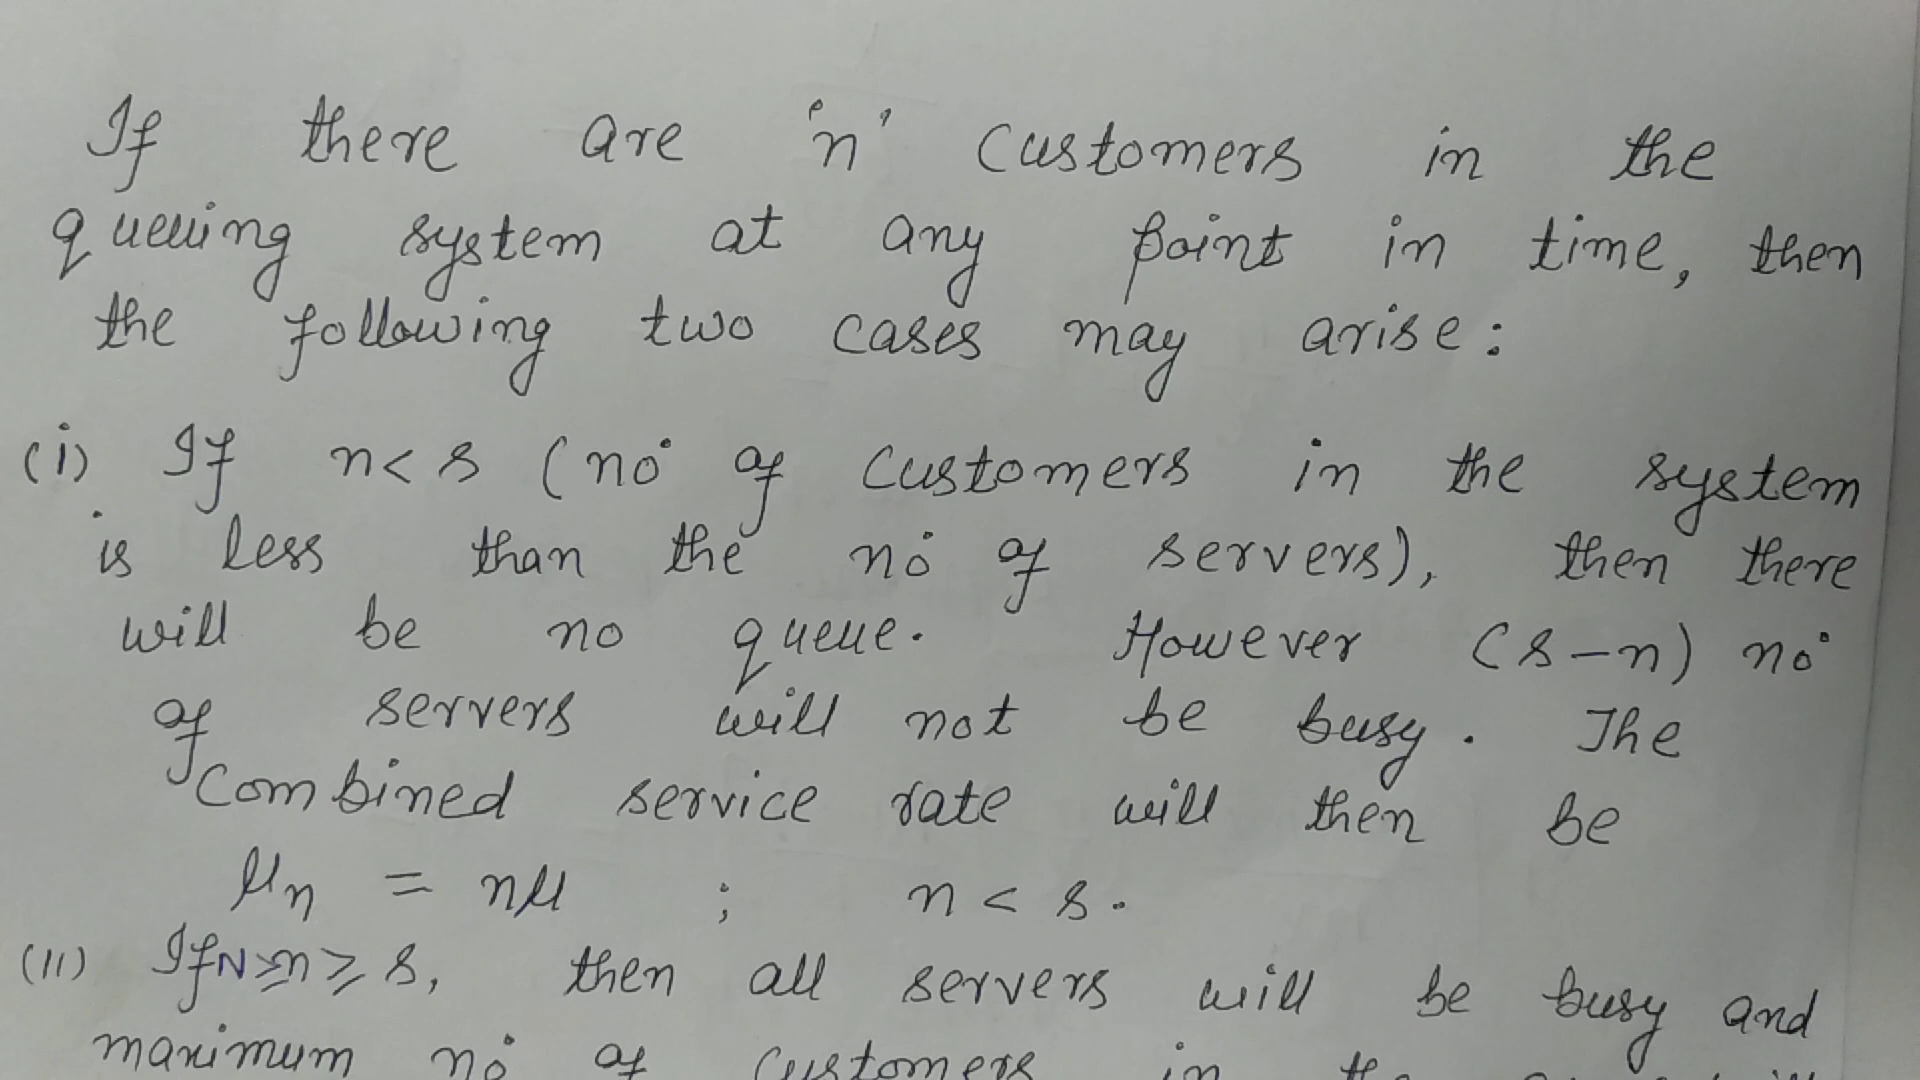 If there are 'n' customers in the
queuing system at any point in time, then
the following two cases may arise:
(i) If n < s (no of customers in the system
is less than the no of servers), then there
will be no queue. However (s-n) no
of servers will not be busy. The
combined service rate will then be
μn = nμ ; n < s.
(II) If N ≥ n ≥ s, then all servers will be busy and
maximum no of customers in the